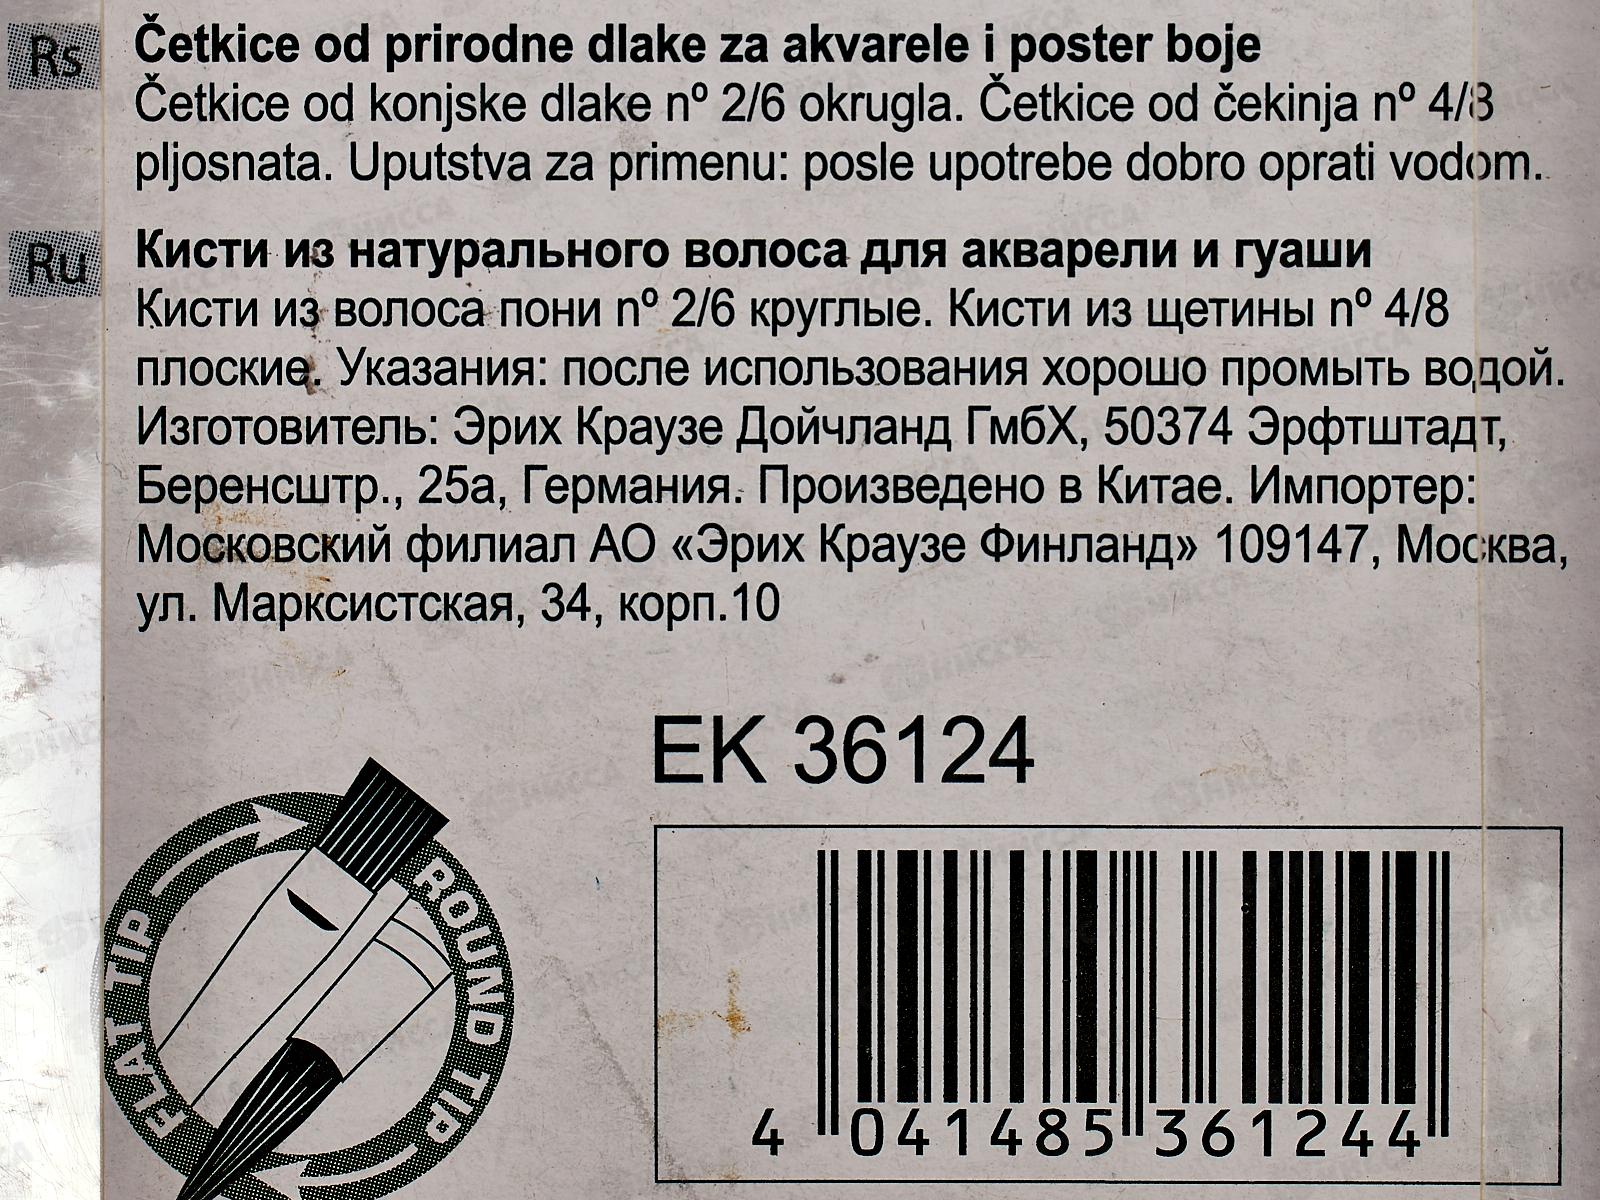 Rs
Četkice od prirodne dlake za akvarele i poster boje
Četkice od konjske dlake nº 2/6 okrugla. Četkice od čekinja nº 4/8
pljosnata. Uputstva za primenu: posle upotrebe dobro oprati vodom.
Ru
Кисти из натурального волоса для акварели и гуаши
Кисти из волоса пони nº 2/6 круглые. Кисти из щетины nº 4/8
плоские. Указания: после использования хорошо промыть водой.
Изготовитель: Эрих Краузе Дойчланд ГмбХ, 50374 Эрфтштадт,
Беренсштр., 25а, Германия. Произведено в Китае. Импортер:
Московский филиал АО «Эрих Краузе Финланд» 109147, Москва,
ул. Марксистская, 34, корп.10
EK 36124
FLAT TIP
ROUND TIP
4 041485 361244